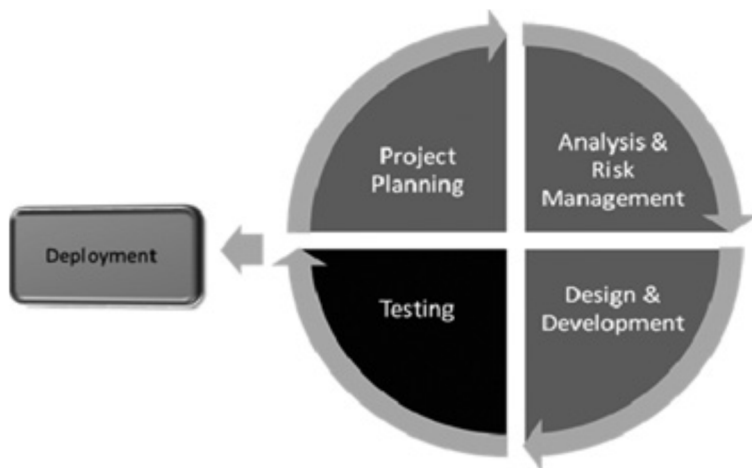 Project
Planning
Analysis &
Risk
Management
Deployment
Testing
Design &
Development